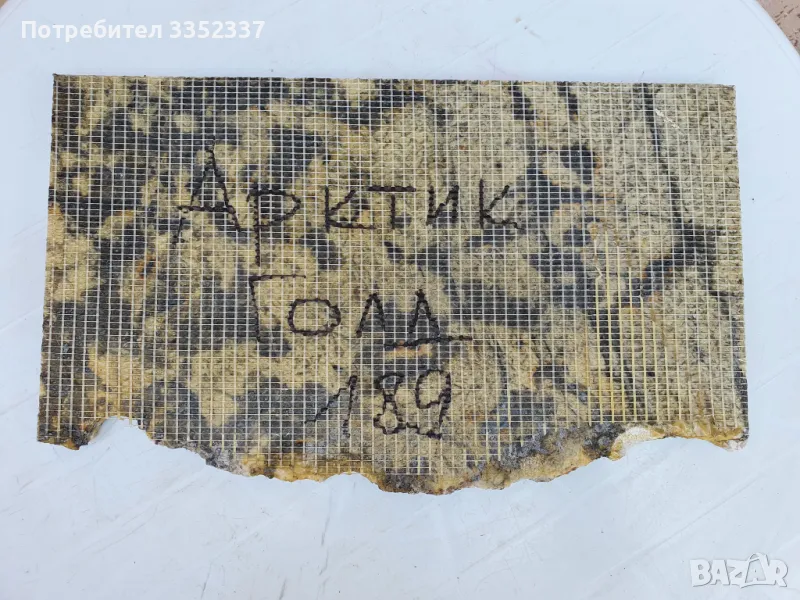 Потребител 3352337
Арктик
Голд
189
BAZAR